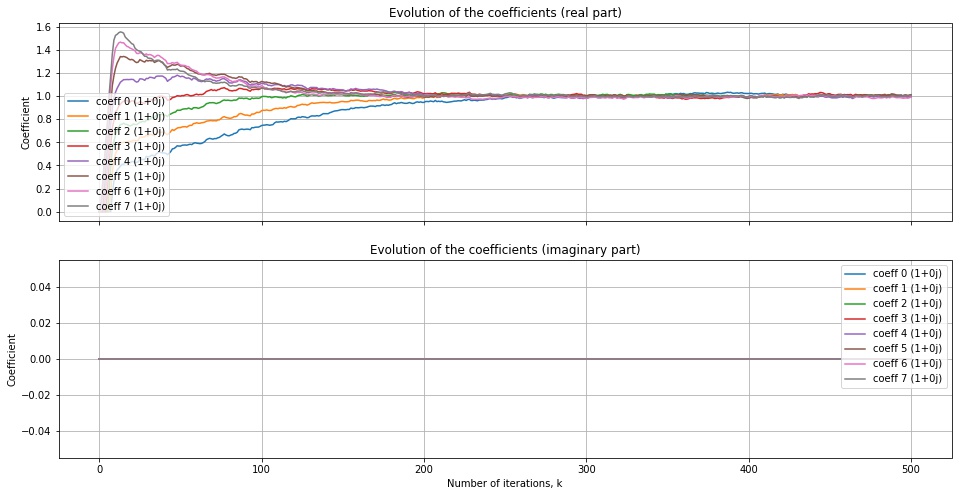 Evolution of the coefficients (real part)
1.6
1.4
1.2
1.0
0.8
0.6
0.4
0.2
0.0
Coefficient
coeff 0 (1+0j)
coeff 1 (1+0j)
coeff 2 (1+0j)
coeff 3 (1+0j)
coeff 4 (1+0j)
coeff 5 (1+0j)
coeff 6 (1+0j)
coeff 7 (1+0j)
Evolution of the coefficients (imaginary part)
0.04
0.02
0.00
−0.02
−0.04
Coefficient
coeff 0 (1+0j)
coeff 1 (1+0j)
coeff 2 (1+0j)
coeff 3 (1+0j)
coeff 4 (1+0j)
coeff 5 (1+0j)
coeff 6 (1+0j)
coeff 7 (1+0j)
0 100 200 300 400 500
Number of iterations, k